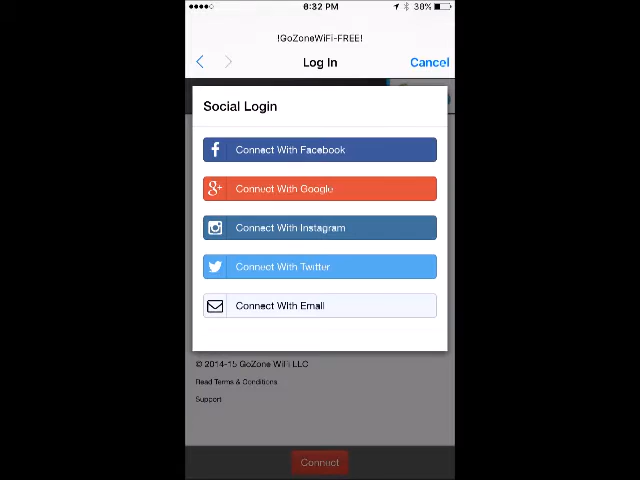 6:32 PM
38%
!GoZoneWiFi-FREE!
Log In
Cancel
Social Login
Connect With Facebook
Connect With Google
Connect With Instagram
Connect With Twitter
Connect With Email
© 2014-15 GoZone WiFi LLC
Read Terms & Conditions
Support
Connect